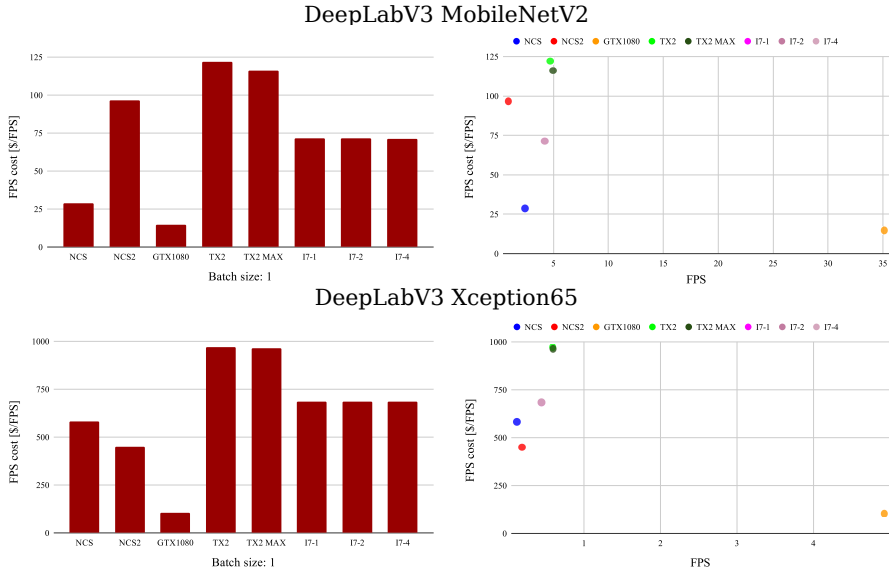 DeepLabV3 MobileNetV2
FPS cost [$/FPS]
125
100
75
50
25
0
NCS NCS2 GTX1080 TX2 TX2 MAX I7-1 I7-2 I7-4
Batch size: 1
NCS NCS2 GTX1080 TX2 TX2 MAX I7-1 I7-2 I7-4
FPS cost [$/FPS]
125
100
75
50
25
0
5 10 15 20 25 30 35
FPS
DeepLabV3 Xception65
FPS cost [$/FPS]
1000
750
500
250
0
NCS NCS2 GTX1080 TX2 TX2 MAX I7-1 I7-2 I7-4
Batch size: 1
NCS NCS2 GTX1080 TX2 TX2 MAX I7-1 I7-2 I7-4
FPS cost [$/FPS]
1000
750
500
250
0
1 2 3 4
FPS